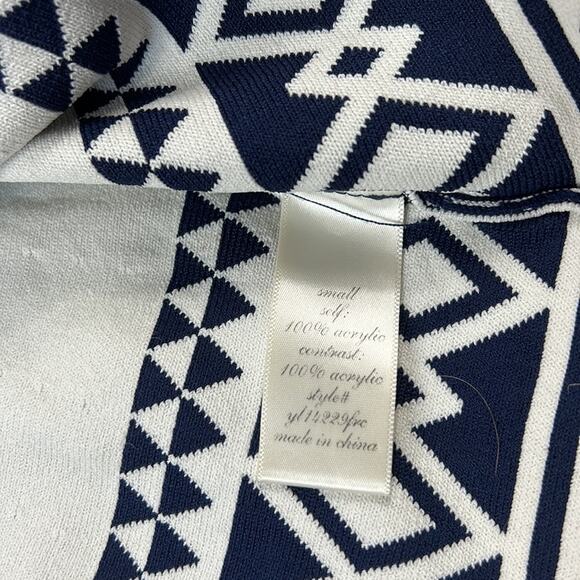 small
self:
100% acrylic
contrast:
100% acrylic
style#
yl14229frc
made in china